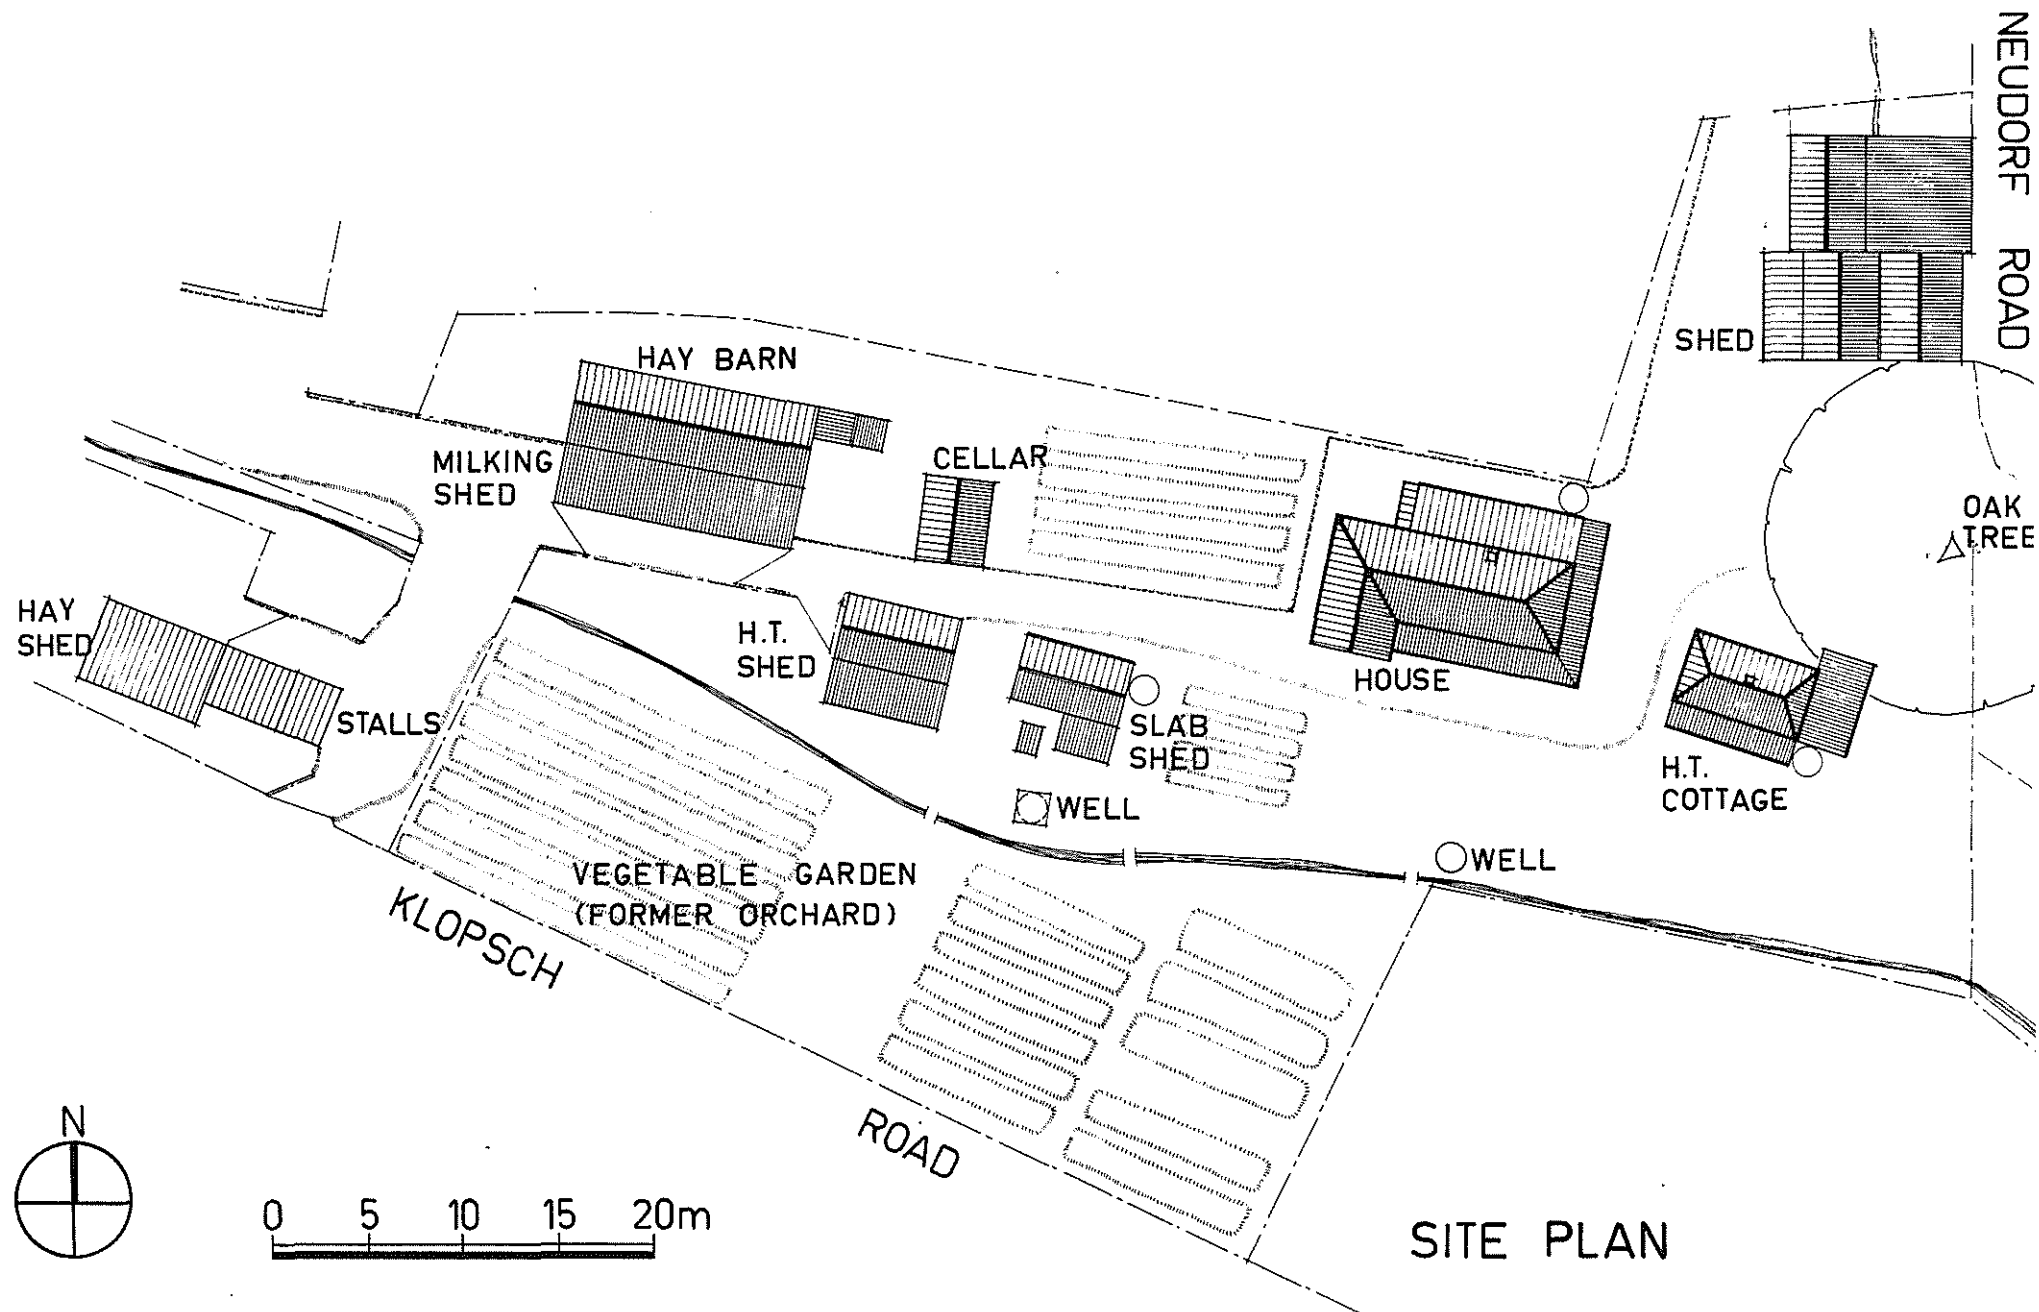 NEUDORF ROAD
HAY BARN
SHED
MILKING
SHED
CELLAR
OAK
TREE
HAY
SHED
H.T.
SHED
HOUSE
STALLS
SLAB
SHED
H.T.
COTTAGE
WELL
WELL
VEGETABLE GARDEN
(FORMER ORCHARD)
KLOPSCH ROAD
N
0 5 10 15 20m
SITE PLAN